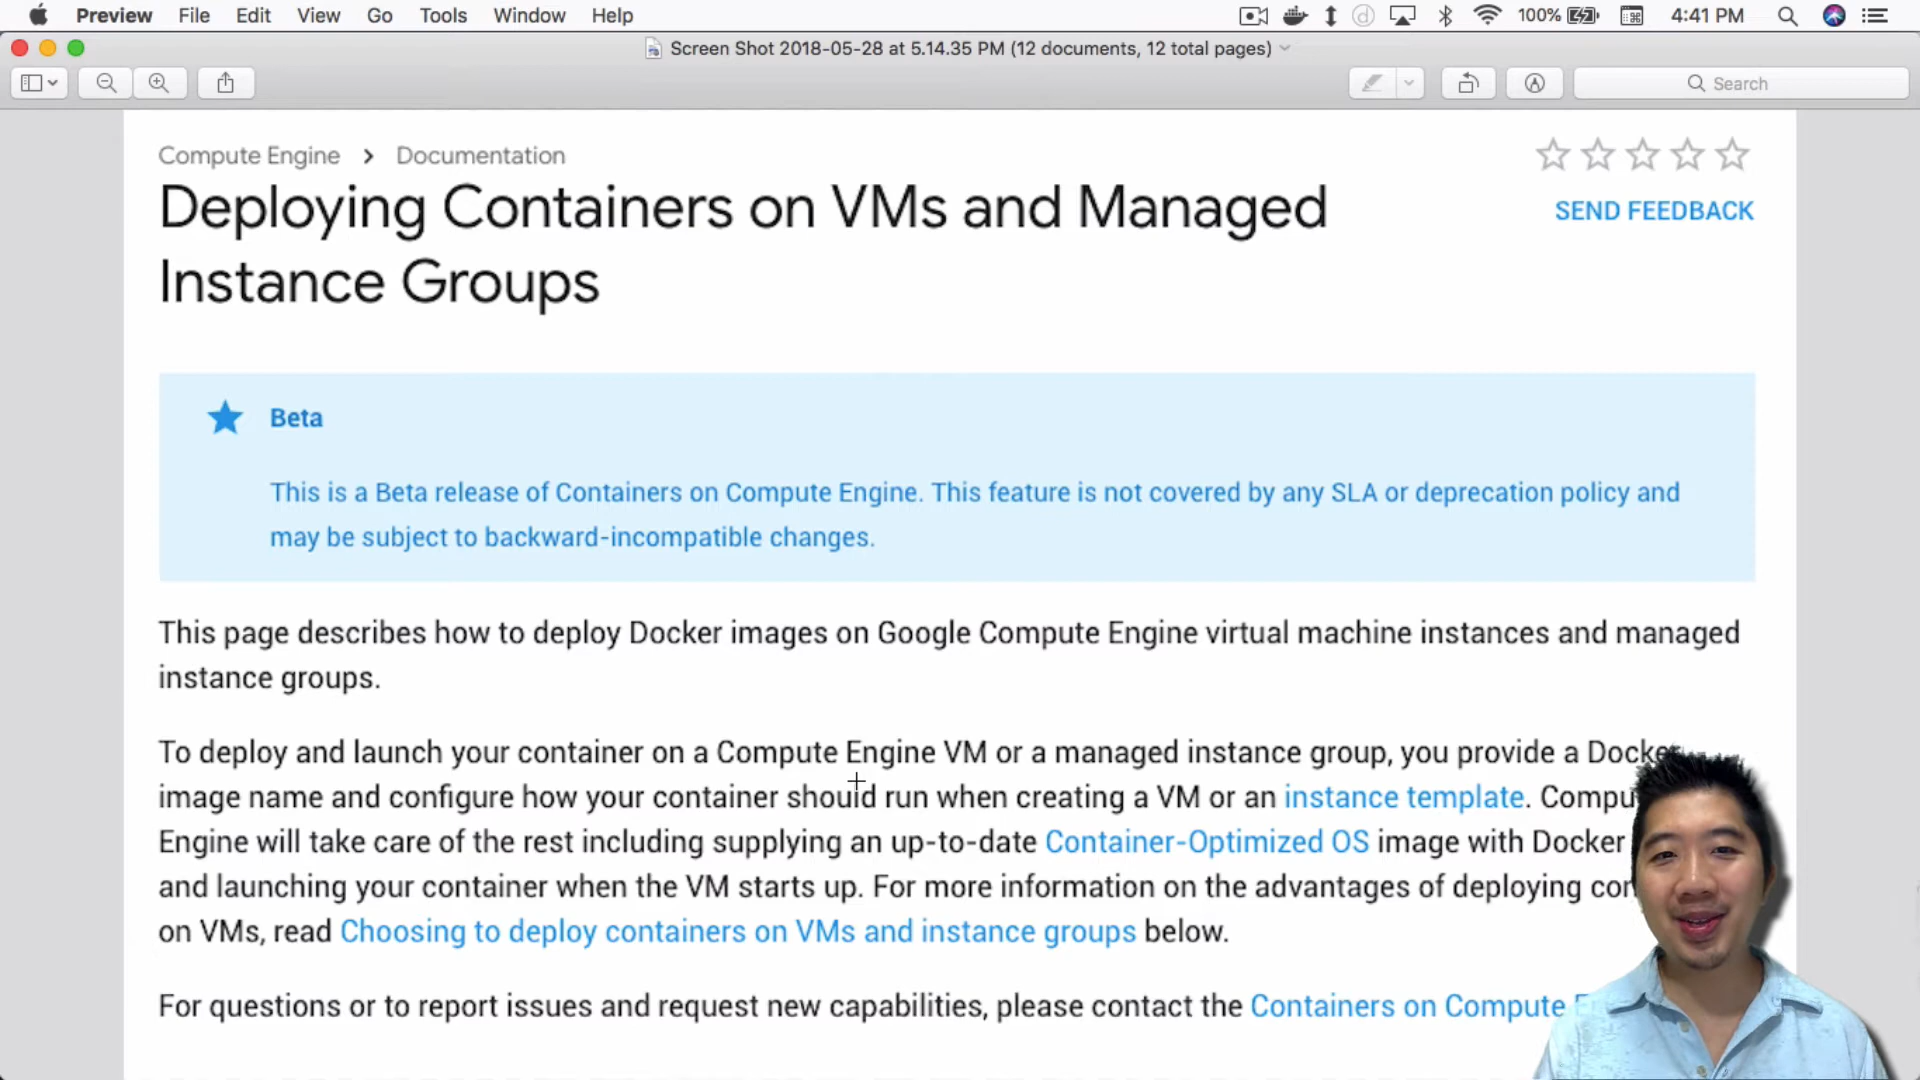 Preview File Edit View Go Tools Window Help 100% 4:41 PM
Screen Shot 2018-05-28 at 5.14.35 PM (12 documents, 12 total pages)
Search
Compute Engine > Documentation
Deploying Containers on VMs and Managed
Instance Groups
SEND FEEDBACK
Beta
This is a Beta release of Containers on Compute Engine. This feature is not covered by any SLA or deprecation policy and
may be subject to backward-incompatible changes.
This page describes how to deploy Docker images on Google Compute Engine virtual machine instances and managed
instance groups.
To deploy and launch your container on a Compute Engine VM or a managed instance group, you provide a Docker
image name and configure how your container should run when creating a VM or an instance template. Compu
Engine will take care of the rest including supplying an up-to-date Container-Optimized OS image with Docker
and launching your container when the VM starts up. For more information on the advantages of deploying con
on VMs, read Choosing to deploy containers on VMs and instance groups below.
For questions or to report issues and request new capabilities, please contact the Containers on Compute E